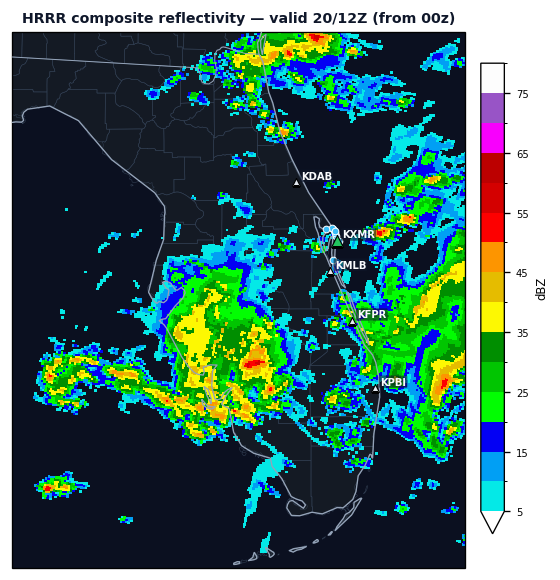 HRRR composite reflectivity — valid 20/12Z (from 00z)
KDAB
KXMR
KMLB
KFPR
KPBI
75
65
55
45
35
25
15
5
dBZ